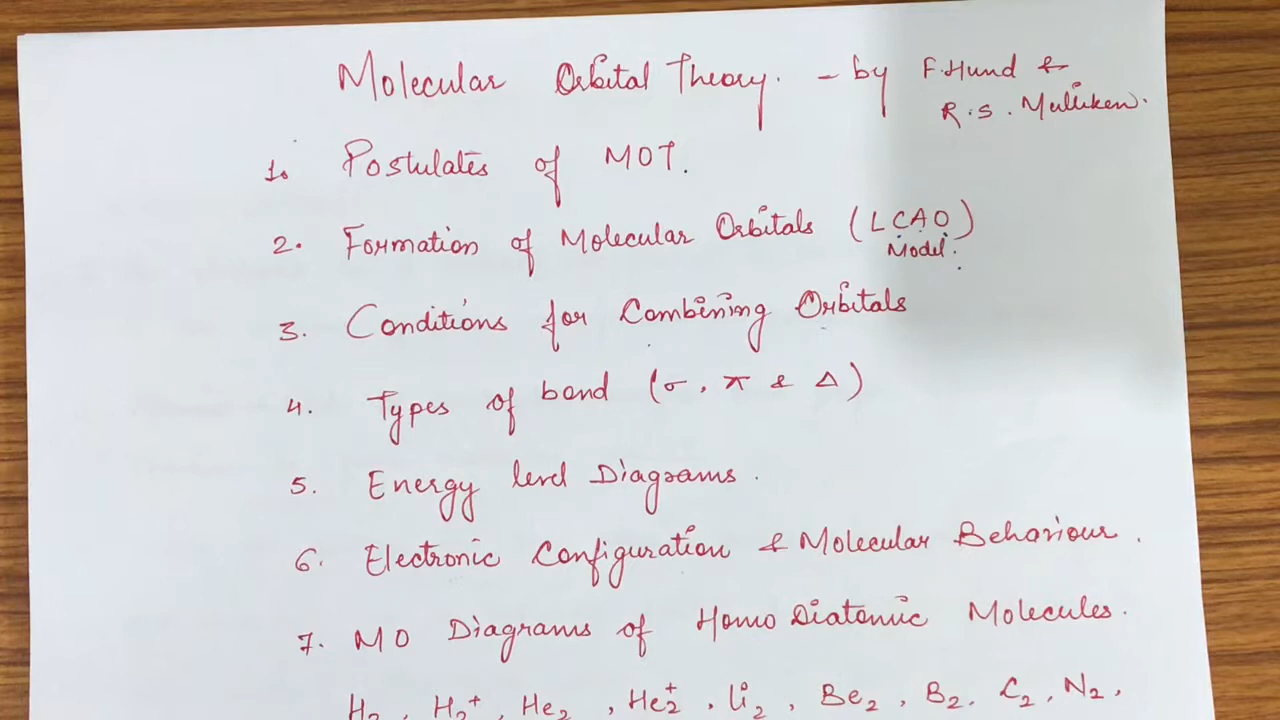 Molecular Orbital Theory. - by F. Hund &
R.S. Mulliken.
1. Postulates of MOT.
2. Formation of Molecular Orbitals (LCAO)
Model.
3. Conditions for Combining Orbitals
4. Types of bond (σ, π & Δ)
5. Energy level Diagrams.
6. Electronic Configuration & Molecular Behaviour.
7. MO Diagrams of Homo Diatomic Molecules.
H₂, H₂⁺, He₂, He₂⁺, Li₂, Be₂, B₂, C₂, N₂,